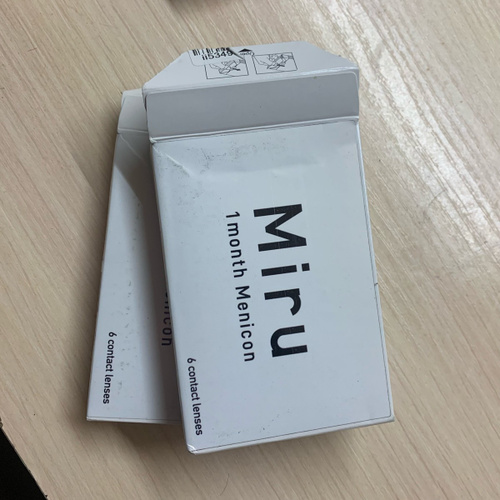 Miru
1month Menicon
6 contact lenses
6 contact lenses